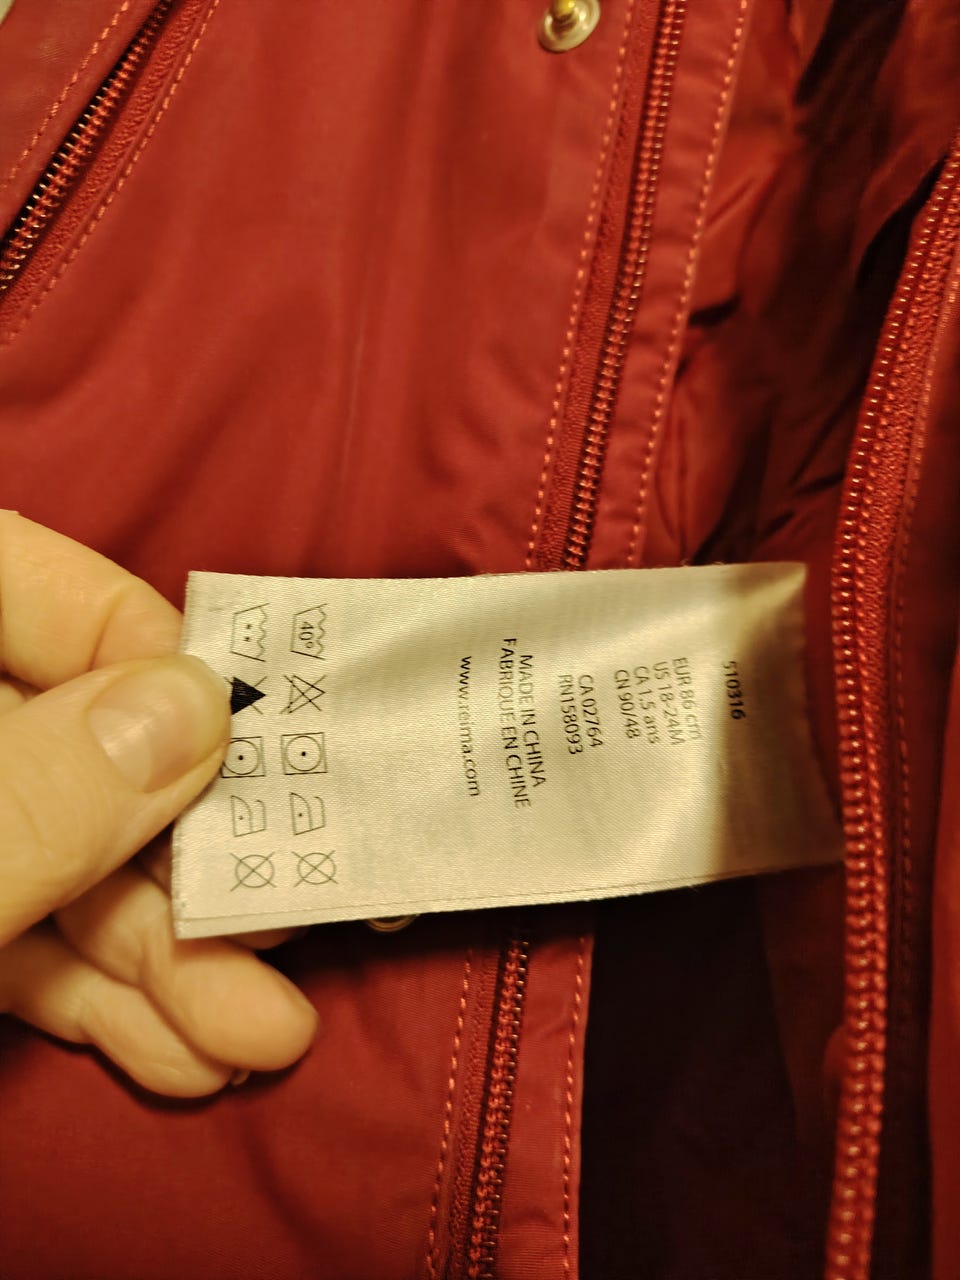 510316
EUR 86 cm
US 18-24M
CA 1,5 ans
CN 90/48
CA 02764
RN158093
MADE IN CHINA
FABRIQUE EN CHINE
www.reima.com
40°